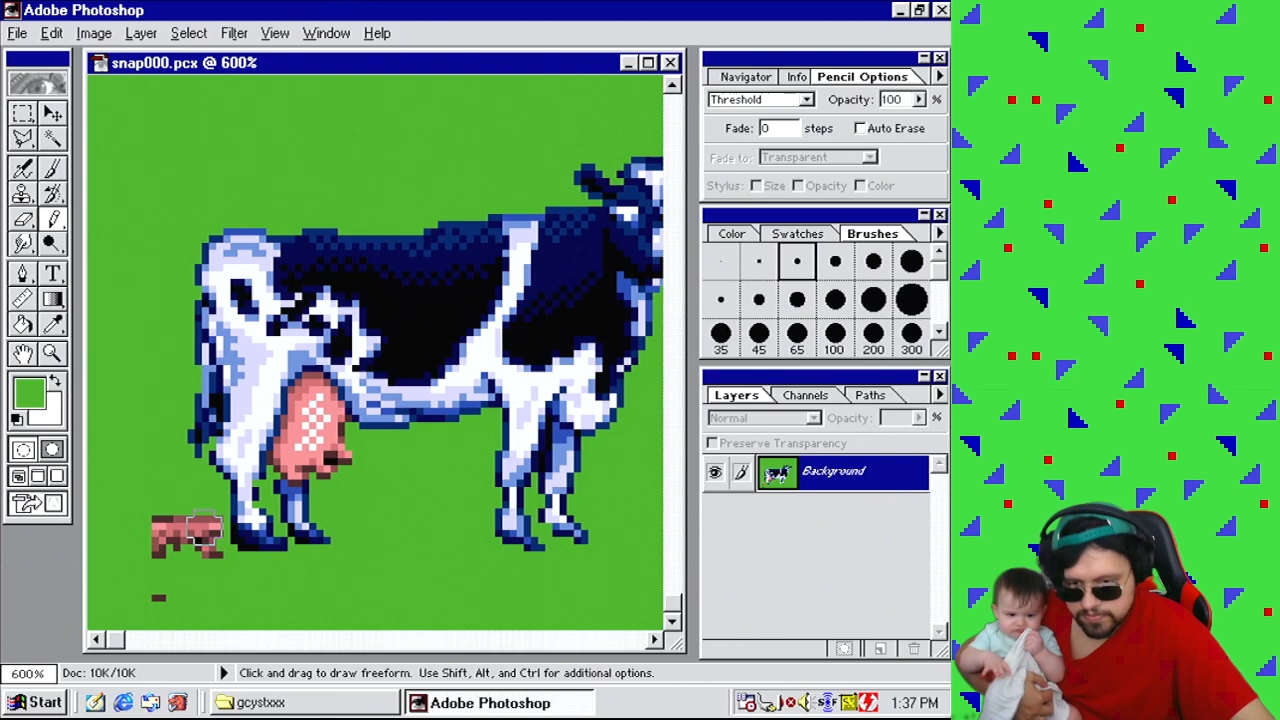 Adobe Photoshop
File Edit Image Layer Select Filter View Window Help
snap000.pcx @ 600%
Navigator Info Pencil Options
Threshold Opacity: 100 %
Fade: 0 steps Auto Erase
Fade to: Transparent
Stylus: Size Opacity Color
Color Swatches Brushes
35 45 65 100 200 300
Layers Channels Paths
Normal Opacity: %
Preserve Transparency
Background
600% Doc: 10K/10K Click and drag to draw freeform. Use Shift, Alt, and Ctrl for additional options.
Start gcystxxx Adobe Photoshop 1:37 PM